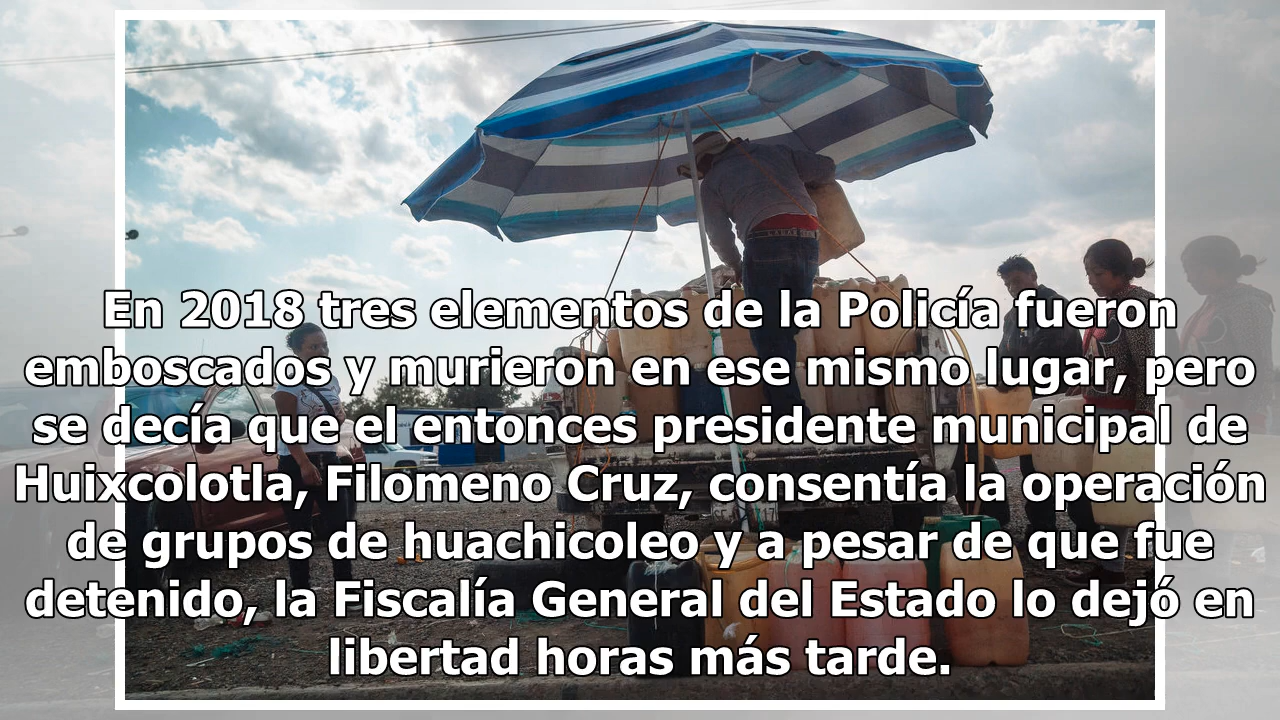 En 2018 tres elementos de la Policía fueron
emboscados y murieron en ese mismo lugar, pero
se decía que el entonces presidente municipal de
Huixcolotla, Filomeno Cruz, consentía la operación
de grupos de huachicoleo y a pesar de que fue
detenido, la Fiscalía General del Estado lo dejó en
libertad horas más tarde.